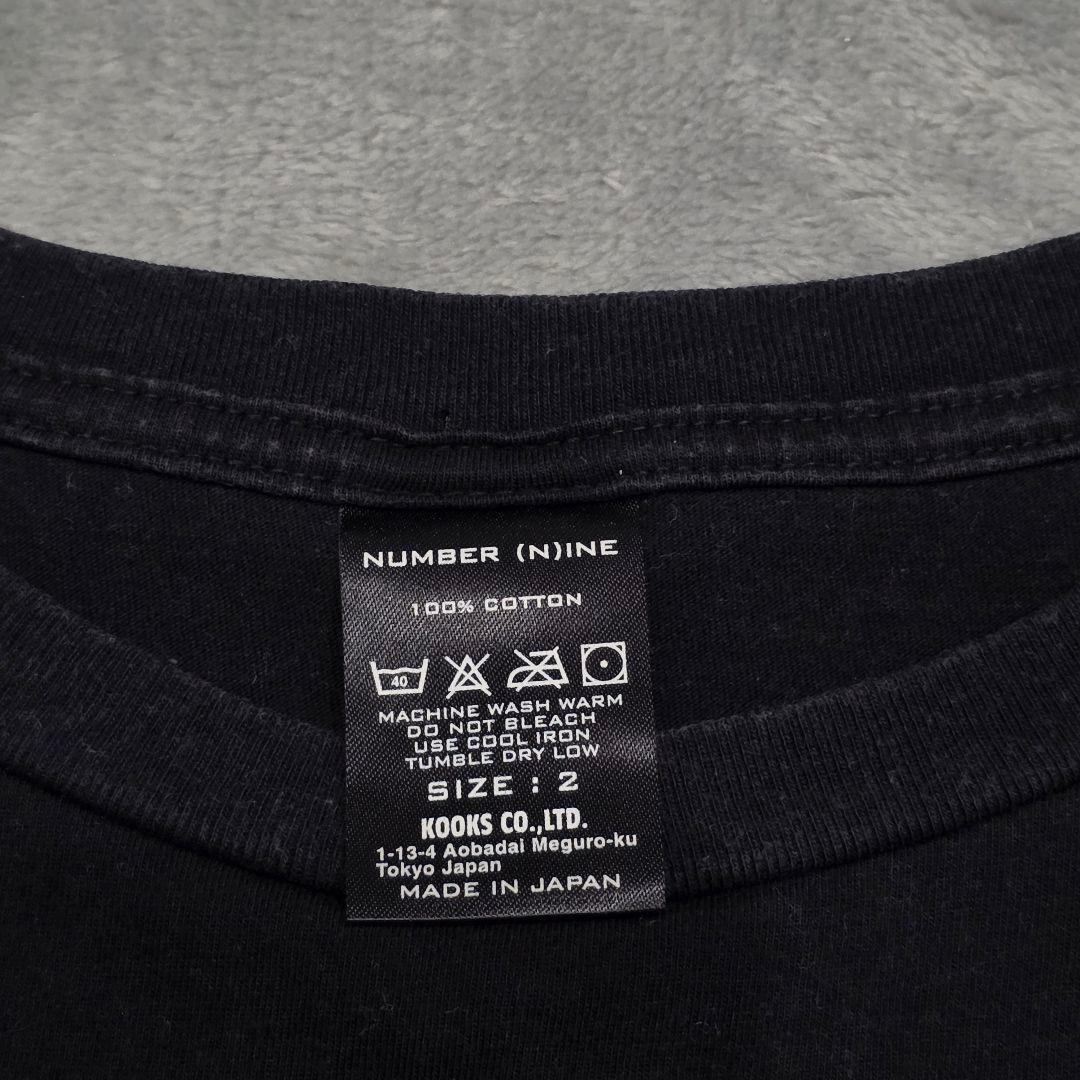 NUMBER (N)INE
100% COTTON
40
MACHINE WASH WARM
DO NOT BLEACH
USE COOL IRON
TUMBLE DRY LOW
SIZE : 2
KOOKS CO.,LTD.
1-13-4 Aobadai Meguro-ku
Tokyo Japan
MADE IN JAPAN